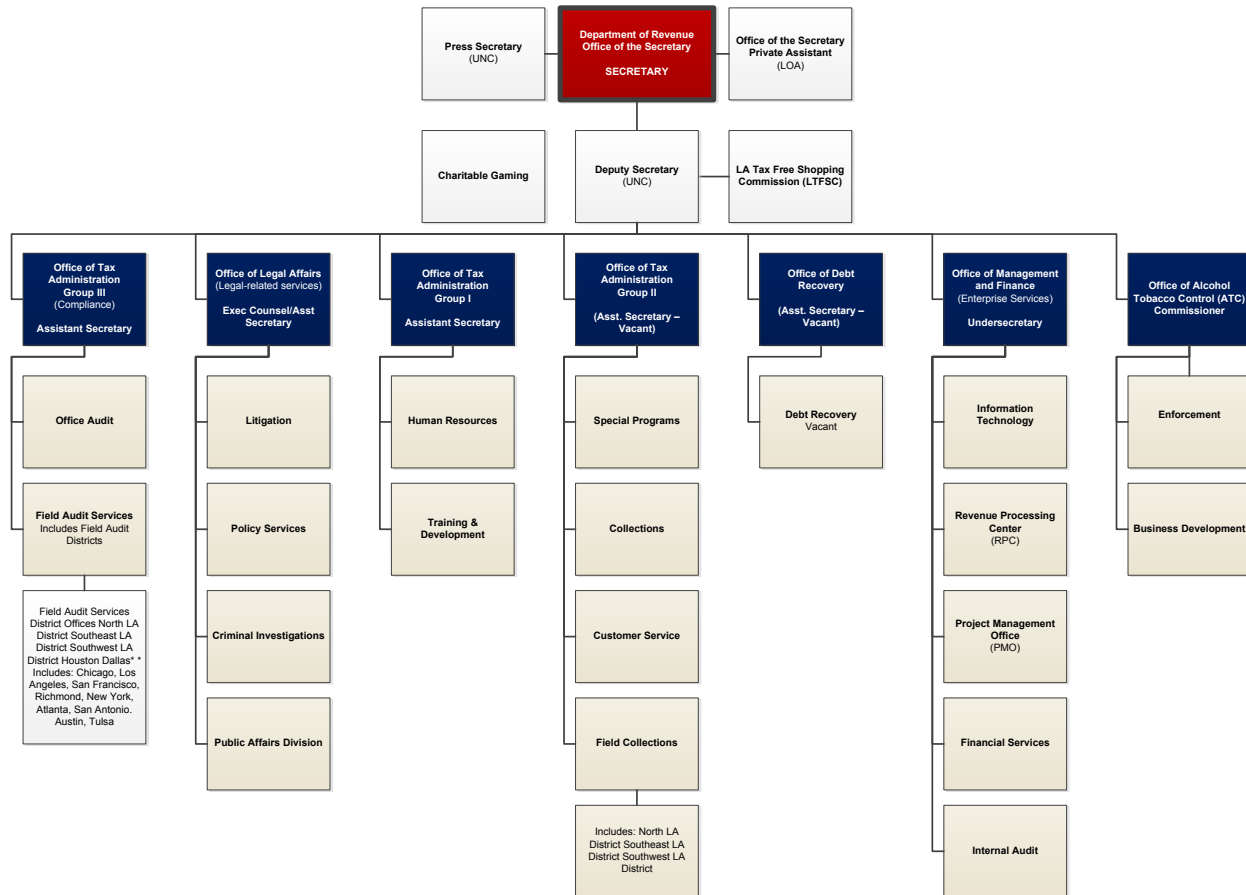 Press Secretary
(UNC)
Department of Revenue
Office of the Secretary
SECRETARY
Office of the Secretary
Private Assistant
(LOA)
Charitable Gaming
Deputy Secretary
(UNC)
LA Tax Free Shopping
Commission (LTFSC)
Office of Tax
Administration
Group III
(Compliance)
Assistant Secretary
Office of Legal Affairs
(Legal-related services)
Exec Counsel/Asst
Secretary
Office of Tax
Administration
Group I
Assistant Secretary
Office of Tax
Administration
Group II
(Asst. Secretary –
Vacant)
Office of Debt
Recovery
(Asst. Secretary –
Vacant)
Office of Management
and Finance
(Enterprise Services)
Undersecretary
Office of Alcohol
Tobacco Control (ATC)
Commissioner
Office Audit
Litigation
Human Resources
Special Programs
Debt Recovery
Vacant
Information
Technology
Enforcement
Field Audit Services
Includes Field Audit
Districts
Policy Services
Training &
Development
Collections
Revenue Processing
Center
(RPC)
Business Development
Field Audit Services
District Offices North LA
District Southeast LA
District Southwest LA
District Houston Dallas* *
Includes: Chicago, Los
Angeles, San Francisco,
Richmond, New York,
Atlanta, San Antonio.
Austin, Tulsa
Criminal Investigations
Customer Service
Project Management
Office
(PMO)
Public Affairs Division
Field Collections
Financial Services
Includes: North LA
District Southeast LA
District Southwest LA
District
Internal Audit